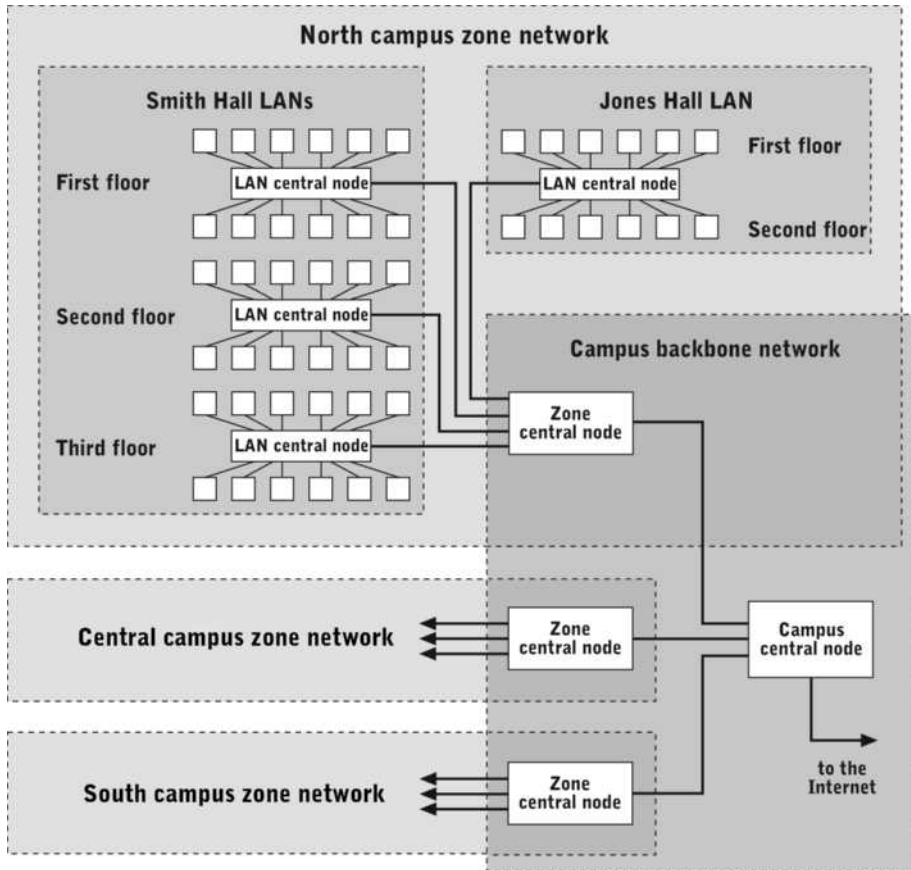 North campus zone network
Smith Hall LANs
First floor
LAN central node
Second floor
LAN central node
Third floor
LAN central node
Jones Hall LAN
First floor
LAN central node
Second floor
Campus backbone network
Zone
central node
Central campus zone network
Zone
central node
Campus
central node
South campus zone network
Zone
central node
to the
Internet